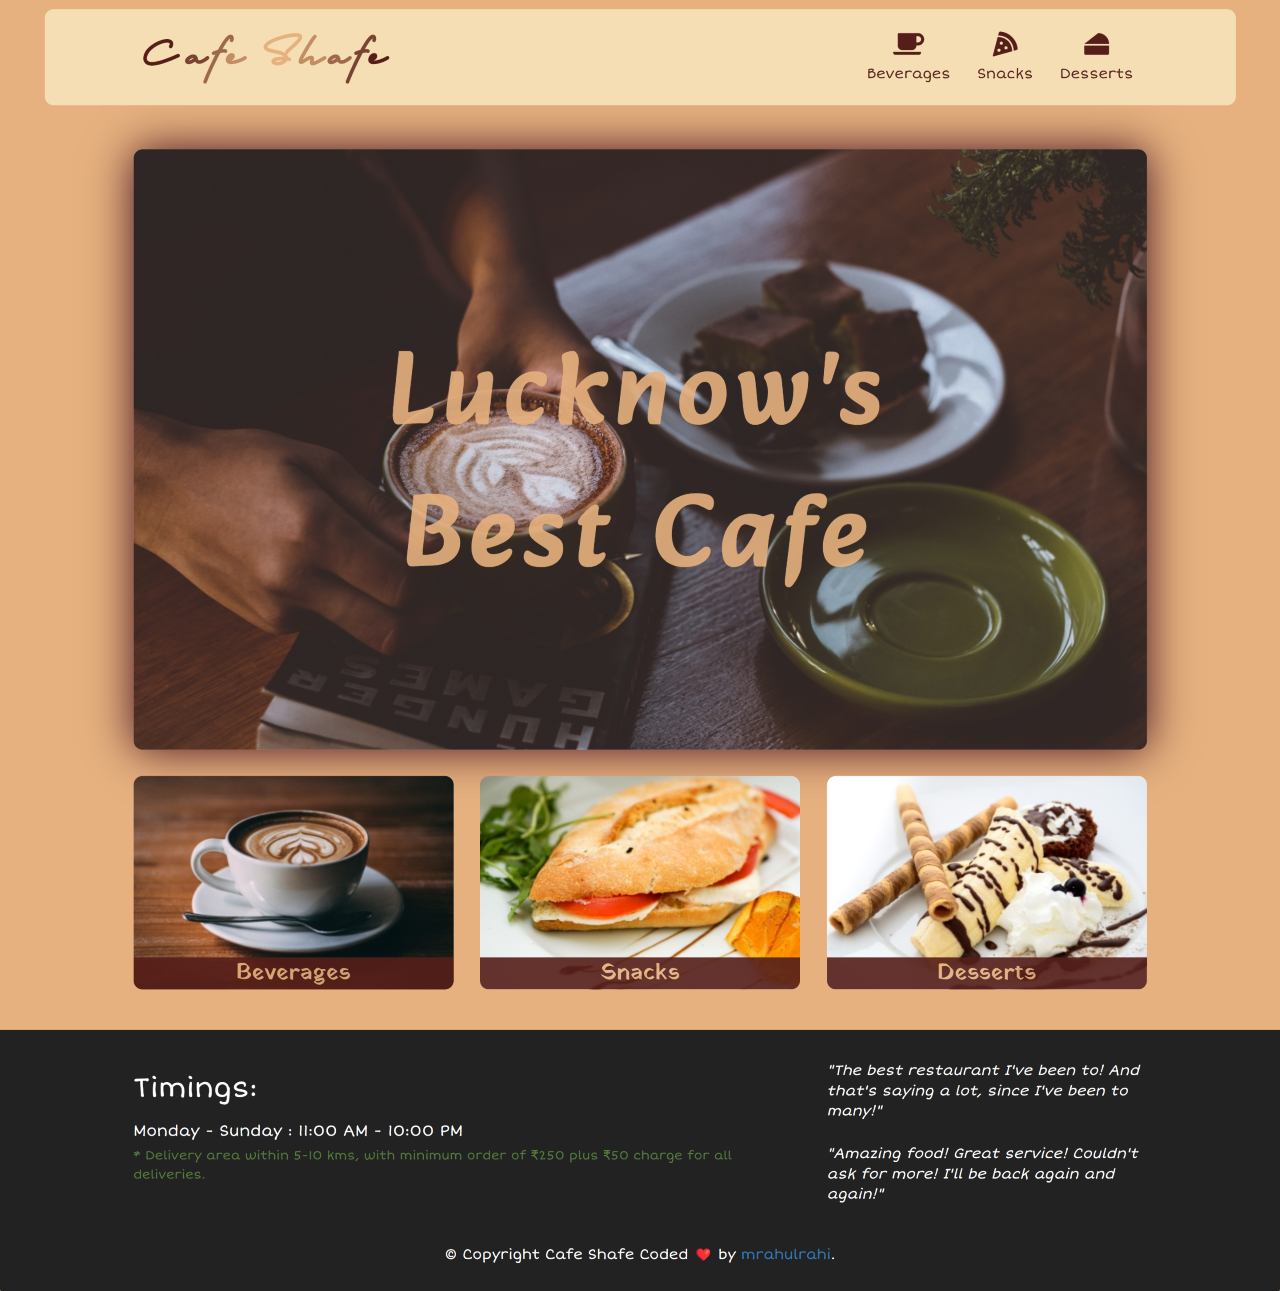 Cafe Shafe
Beverages
Snacks
Desserts
Lucknow's
Best Cafe
HUNGER
GAMES
Beverages
Snacks
Desserts
Timings:
Monday - Sunday : 11:00 AM - 10:00 PM
* Delivery area within 5-10 kms, with minimum order of ₹250 plus ₹50 charge for all
deliveries.
"The best restaurant I've been to! And
that's saying a lot, since I've been to
many!"
"Amazing food! Great service! Couldn't
ask for more! I'll be back again and
again!"
© Copyright Cafe Shafe Coded ❤️ by mrahulrahi.